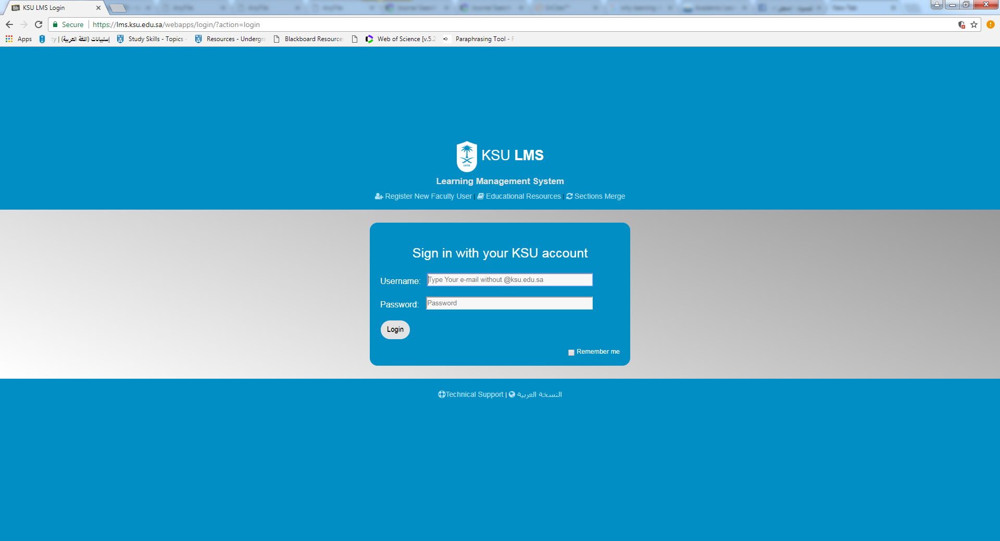 KSU LMS Login
Secure https://lms.ksu.edu.sa/webapps/login/?action=login
Apps ty | إستبيانات (اللغة العربية) Study Skills - Topics - Resources - Undergra Blackboard Resource Web of Science [v.5.2 Paraphrasing Tool - F
1975
KSU LMS
Learning Management System
Register New Faculty User | Educational Resources | Sections Merge
Sign in with your KSU account
Username: Type Your e-mail without @ksu.edu.sa
Password: Password
Login
Remember me
Technical Support | النسخة العربية